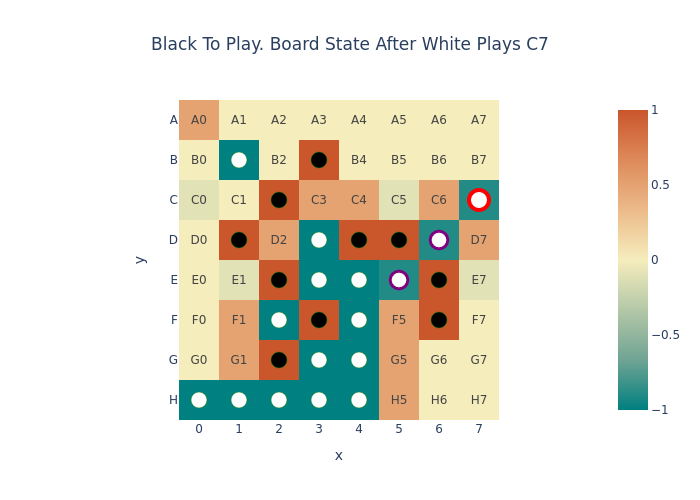 Black To Play. Board State After White Plays C7
A A0 A1 A2 A3 A4 A5 A6 A7
B B0 B2 B4 B5 B6 B7
C C0 C1 C3 C4 C5 C6
D D0 D2 D7
E E0 E1 E7
F F0 F1 F5 F7
G G0 G1 G5 G6 G7
H H5 H6 H7
0 1 2 3 4 5 6 7
x
y
1
0.5
0
−0.5
−1